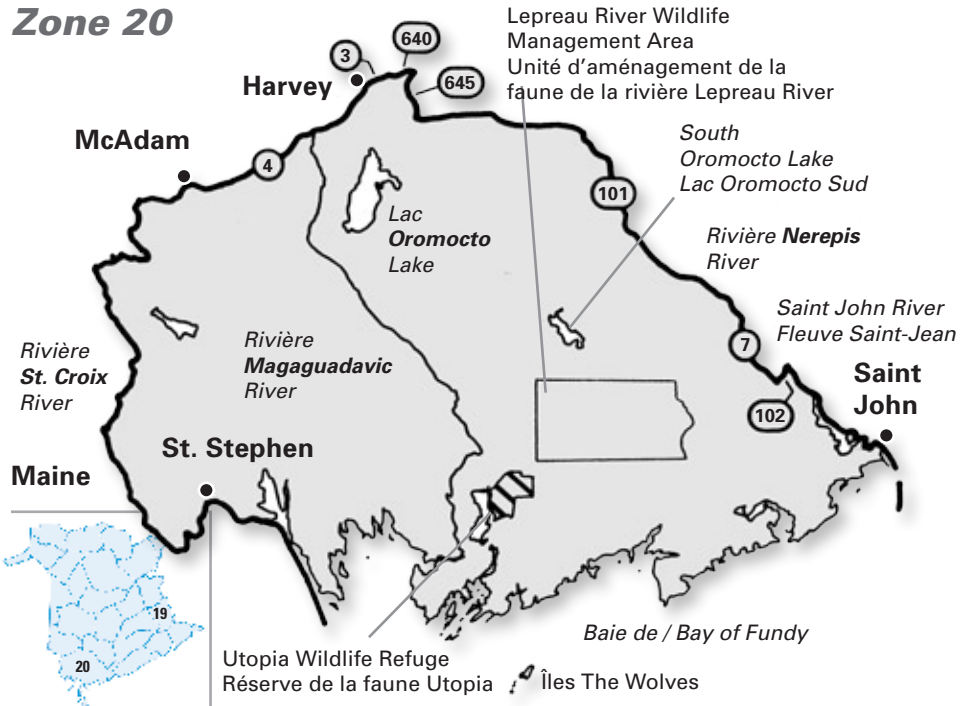 Zone 20
Lepreau River Wildlife
Management Area
Unité d'aménagement de la
faune de la rivière Lepreau River
3
640
645
Harvey
McAdam
4
South
Oromocto Lake
Lac Oromocto Sud
101
Lac
Oromocto
Lake
Rivière Nerepis
River
Saint John River
Fleuve Saint-Jean
7
Rivière
St. Croix
River
Rivière
Magaguadavic
River
Saint
John
102
St. Stephen
Maine
19
20
Baie de / Bay of Fundy
Utopia Wildlife Refuge
Réserve de la faune Utopia
Îles The Wolves